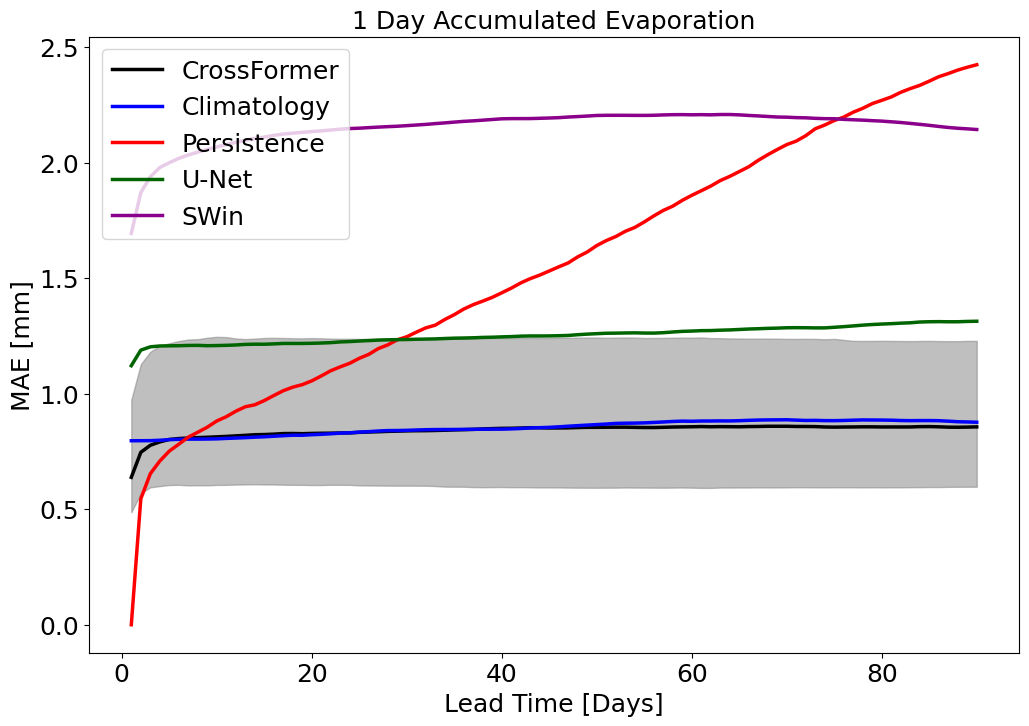 1 Day Accumulated Evaporation
CrossFormer
Climatology
Persistence
U-Net
SWin
MAE [mm]
2.5
2.0
1.5
1.0
0.5
0.0
0 20 40 60 80
Lead Time [Days]